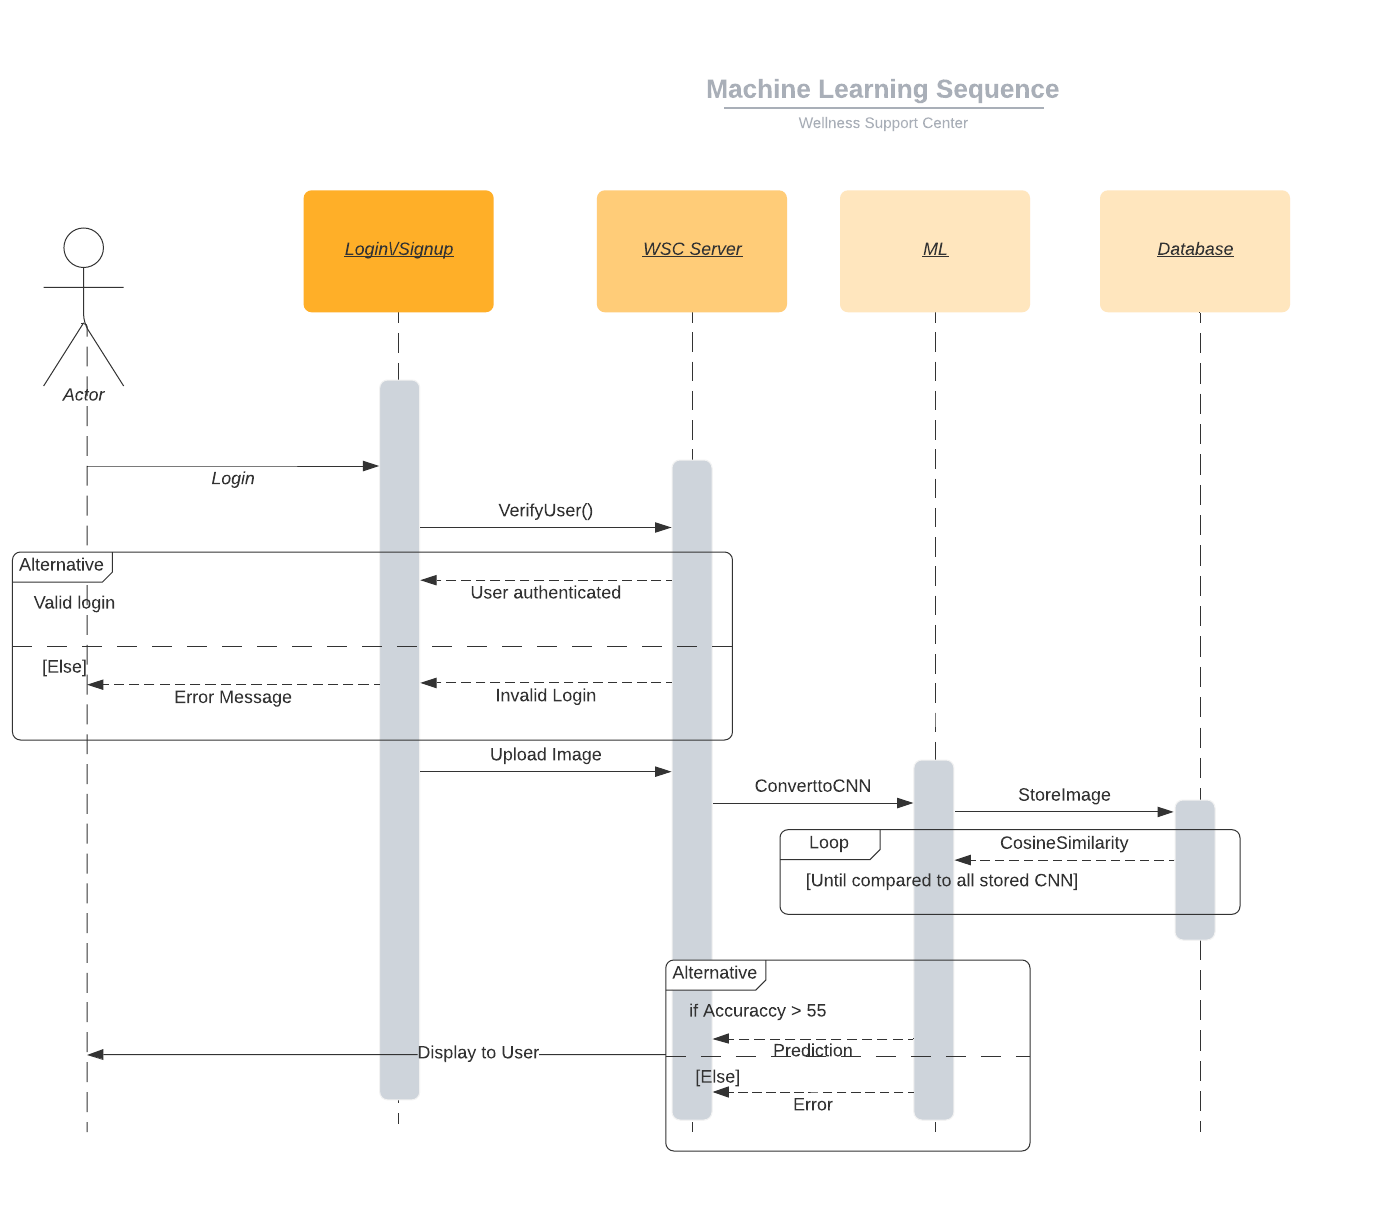 Machine Learning Sequence
Wellness Support Center
Login\/Signup
WSC Server
ML
Database
Actor
Login
VerifyUser()
Alternative
User authenticated
Valid login
[Else]
Error Message
Invalid Login
Upload Image
ConverttoCNN
StoreImage
Loop
CosineSimilarity
[Until compared to all stored CNN]
Alternative
if Accuraccy > 55
Display to User
Prediction
[Else]
Error